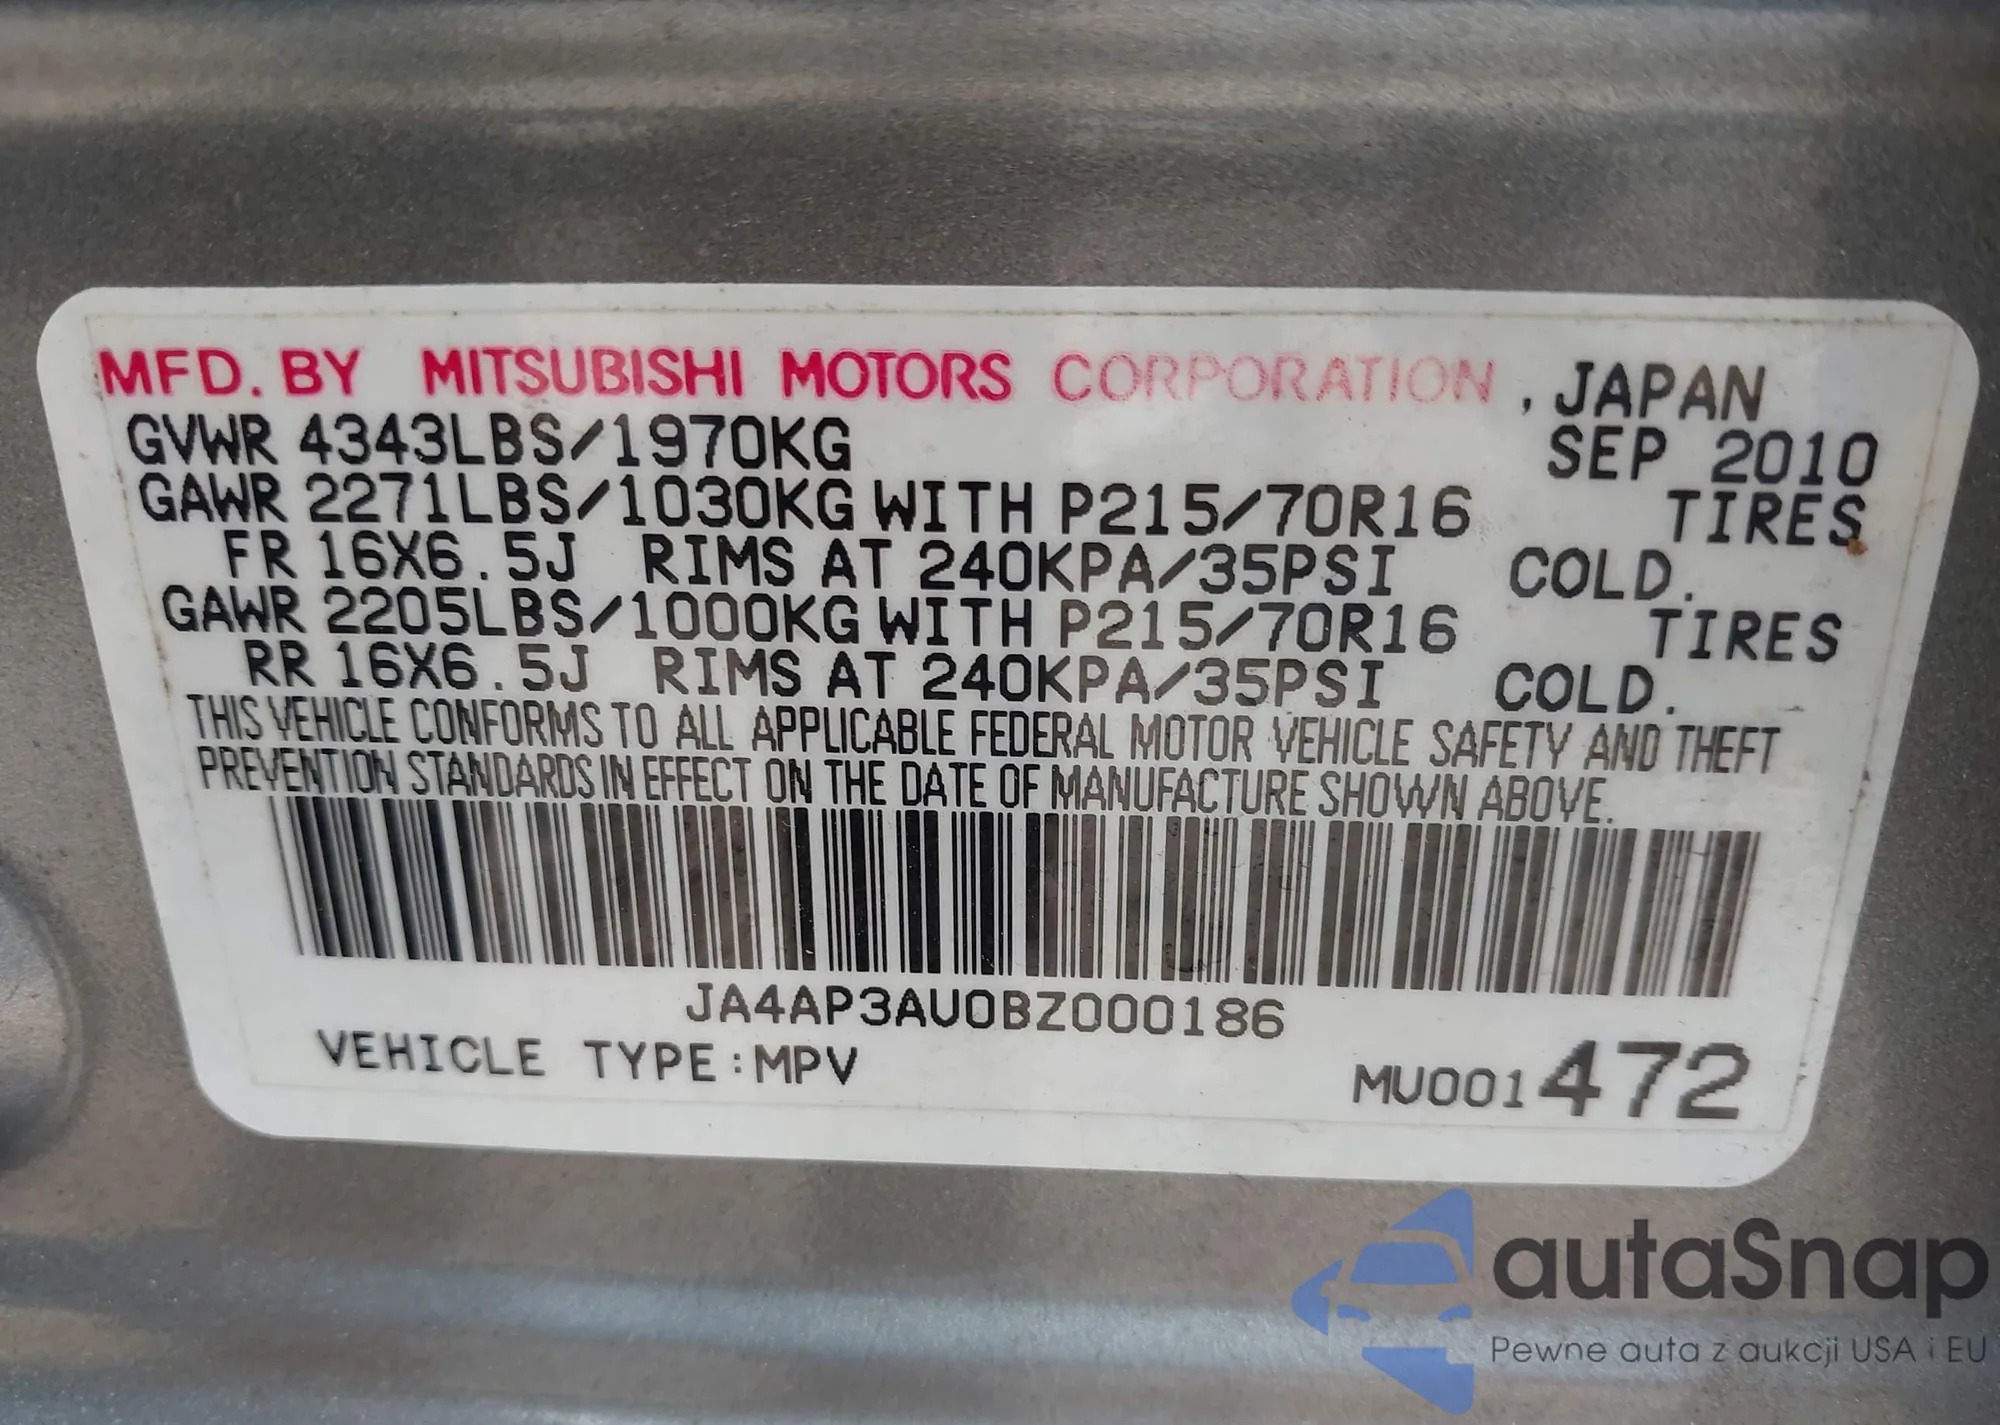 MFD. BY MITSUBISHI MOTORS CORPORATION , JAPAN
GVWR 4343LBS/1970KG SEP 2010
GAWR 2271LBS/1030KG WITH P215/70R16 TIRES
FR 16X6.5J RIMS AT 240KPA/35PSI COLD.
GAWR 2205LBS/1000KG WITH P215/70R16 TIRES
RR 16X6.5J RIMS AT 240KPA/35PSI COLD.
THIS VEHICLE CONFORMS TO ALL APPLICABLE FEDERAL MOTOR VEHICLE SAFETY AND THEFT
PREVENTION STANDARDS IN EFFECT ON THE DATE OF MANUFACTURE SHOWN ABOVE.
JA4AP3AU0BZ000186
VEHICLE TYPE:MPV
MU001472
autaSnap
Pewne auta z aukcji USA i EU